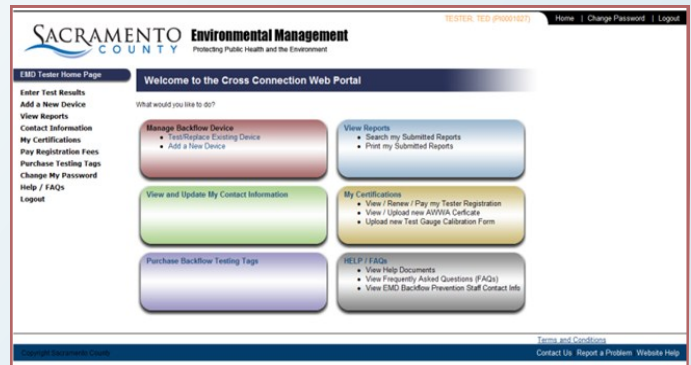 TESTER, TED (PI0001027)
Home | Change Password | Logout
SACRAMENTO
COUNTY
Environmental Management
Protecting Public Health and the Environment
EMD Tester Home Page
Enter Test Results
Add a New Device
View Reports
Contact Information
My Certifications
Pay Registration Fees
Purchase Testing Tags
Change My Password
Help / FAQs
Logout
Welcome to the Cross Connection Web Portal
What would you like to do?
Manage Backflow Device
• Test/Replace Existing Device
• Add a New Device
View Reports
• Search my Submitted Reports
• Print my Submitted Reports
View and Update My Contact Information
My Certifications
• View / Renew / Pay my Tester Registration
• View / Upload new AWWA Cerficate
• Upload new Test Gauge Calibration Form
Purchase Backflow Testing Tags
HELP / FAQs
• View Help Documents
• View Frequently Asked Questions (FAQs)
• View EMD Backflow Prevention Staff Contact Info
Terms and Conditions
Copyright Sacramento County
Contact Us Report a Problem Website Help